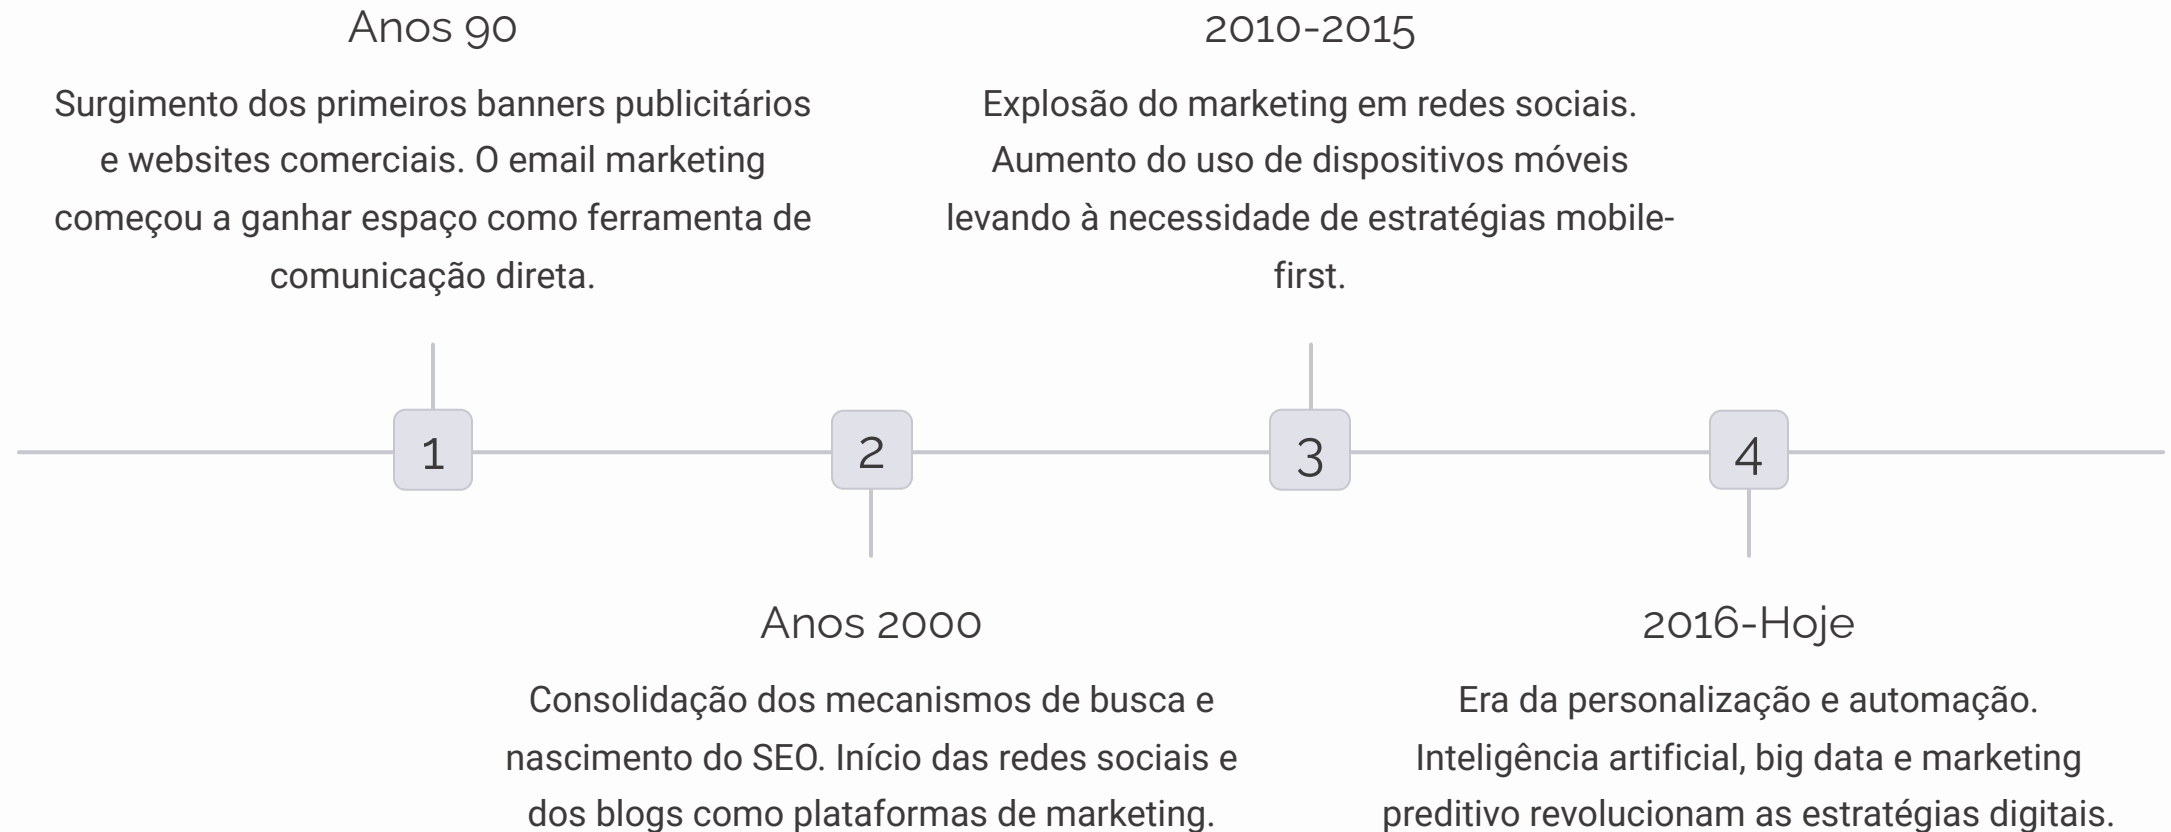 Anos 90
Surgimento dos primeiros banners publicitários
e websites comerciais. O email marketing
começou a ganhar espaço como ferramenta de
comunicação direta.
2010-2015
Explosão do marketing em redes sociais.
Aumento do uso de dispositivos móveis
levando à necessidade de estratégias mobile-
first.
1
2
3
4
Anos 2000
Consolidação dos mecanismos de busca e
nascimento do SEO. Início das redes sociais e
dos blogs como plataformas de marketing.
2016-Hoje
Era da personalização e automação.
Inteligência artificial, big data e marketing
preditivo revolucionam as estratégias digitais.